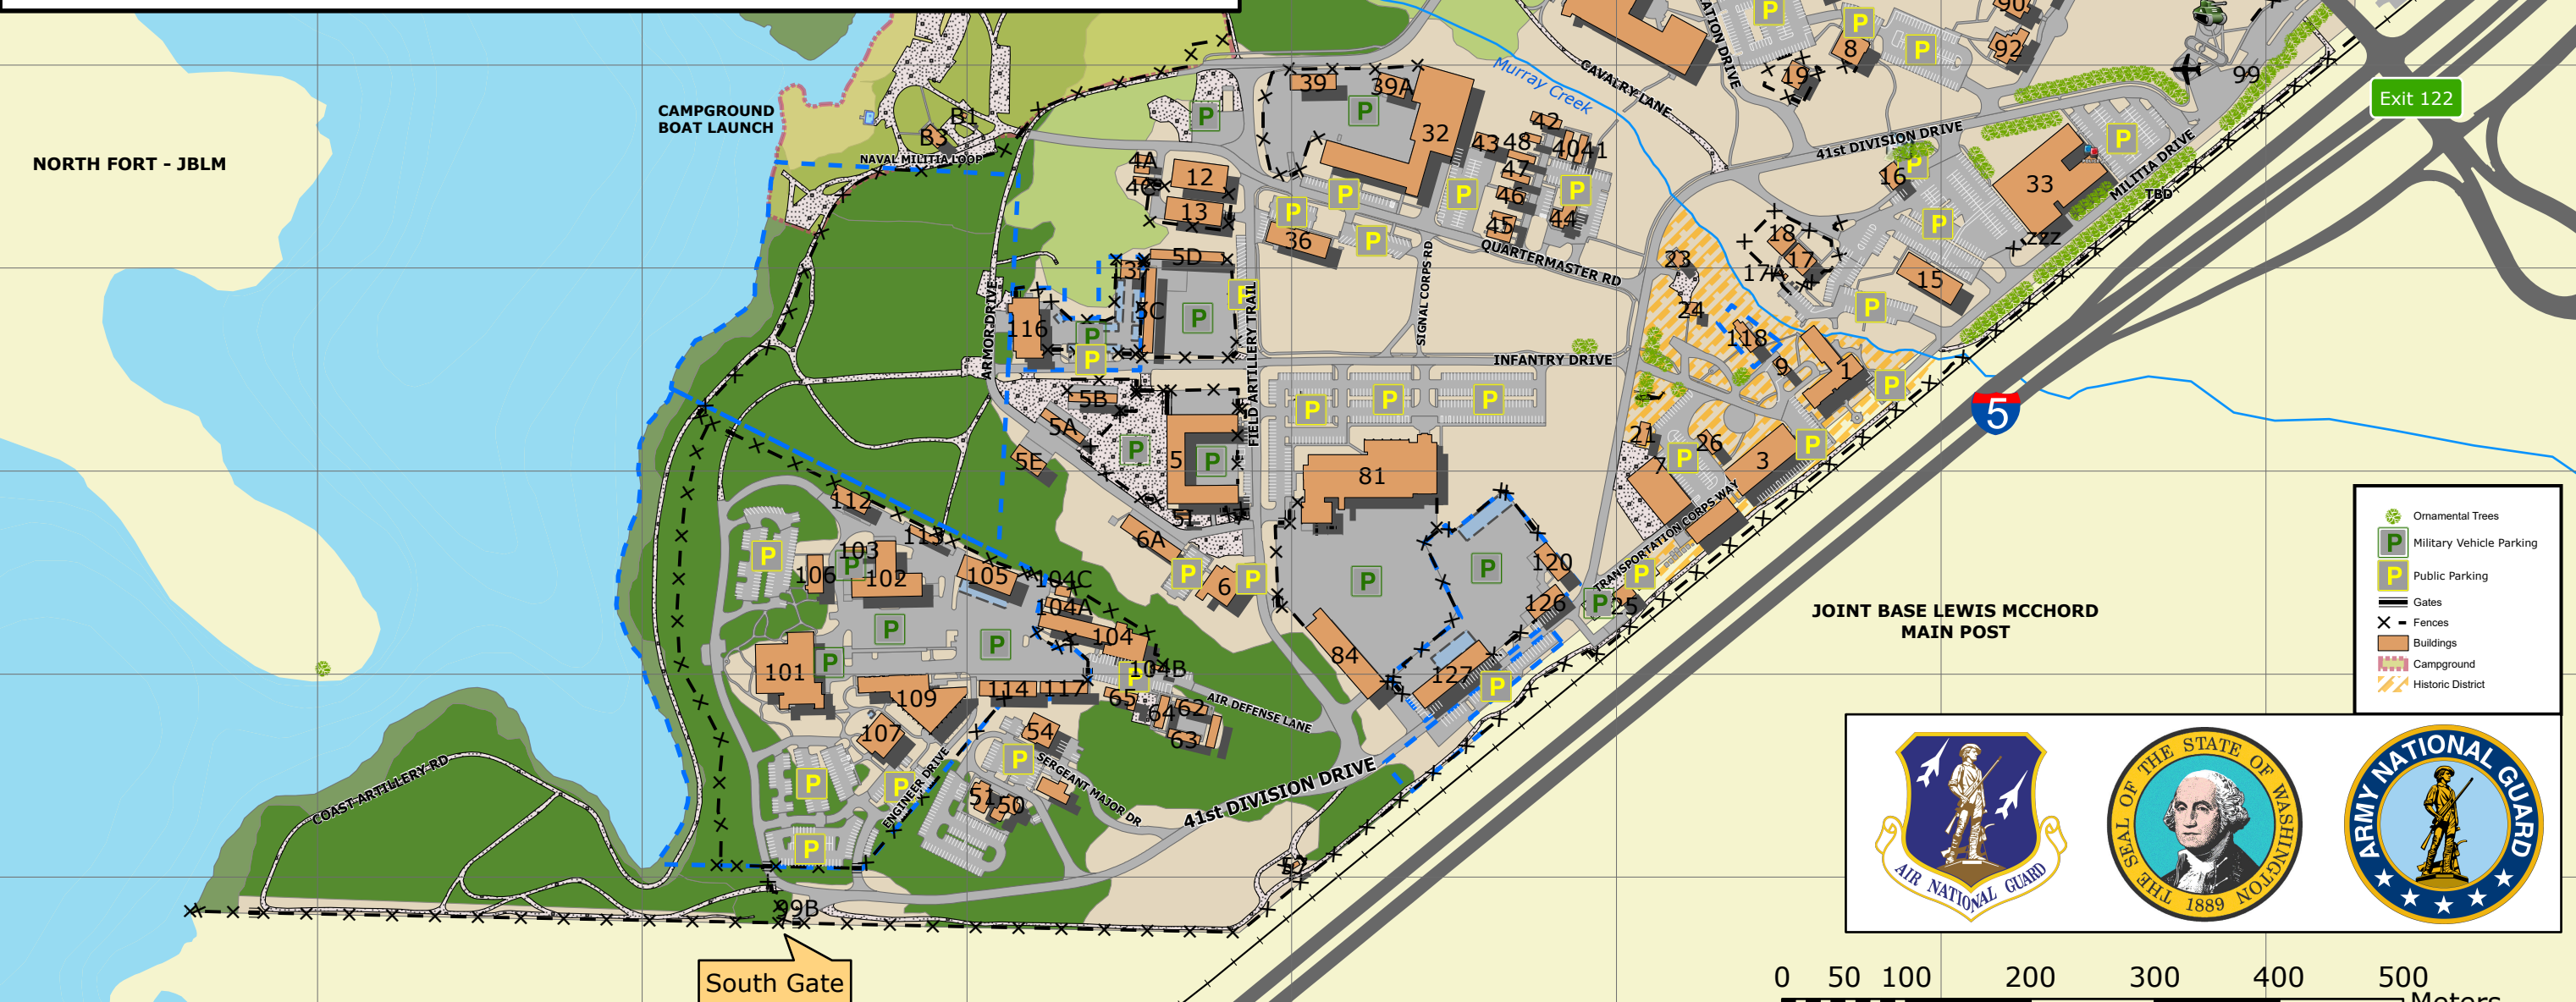 90
8
92
19
99
Exit 122
39
39A
32
Murray Creek
CAVALRY LANE
CAMPGROUND
BOAT LAUNCH
B1
B3
NAVAL MILITIA LOOP
NORTH FORT - JBLM
4A
4C
12
13
43
48
42
40
41
47
46
45
44
36
41st DIVISION DRIVE
16
33
MILITIA DRIVE
TBD
zzz
QUARTERMASTER RD
SIGNAL CORPS RD
18
17
17A
15
23
24
118
9
1
5D
5C
116
ARMOR DRIVE
FIELD ARTILLERY TRAIL
INFANTRY DRIVE
5
5B
5A
5E
5
81
21
7
26
3
TRANSPORTATION CORPS WAY
112
113
103
102
106
105
104C
104A
104
104B
6A
6
120
126
25
84
127
JOINT BASE LEWIS MCCHORD
MAIN POST
101
109
114
117
65
64
62
63
107
54
51
50
AIR DEFENSE LANE
SERGEANT MAJOR DR
ENGINEER DRIVE
41st DIVISION DRIVE
COAST ARTILLERY RD
99B
South Gate
Ornamental Trees
P Military Vehicle Parking
P Public Parking
Gates
Fences
Buildings
Campground
Historic District
AIR NATIONAL GUARD
THE SEAL OF THE STATE OF WASHINGTON
1889
ARMY NATIONAL GUARD
0 50 100 200 300 400 500
Meters